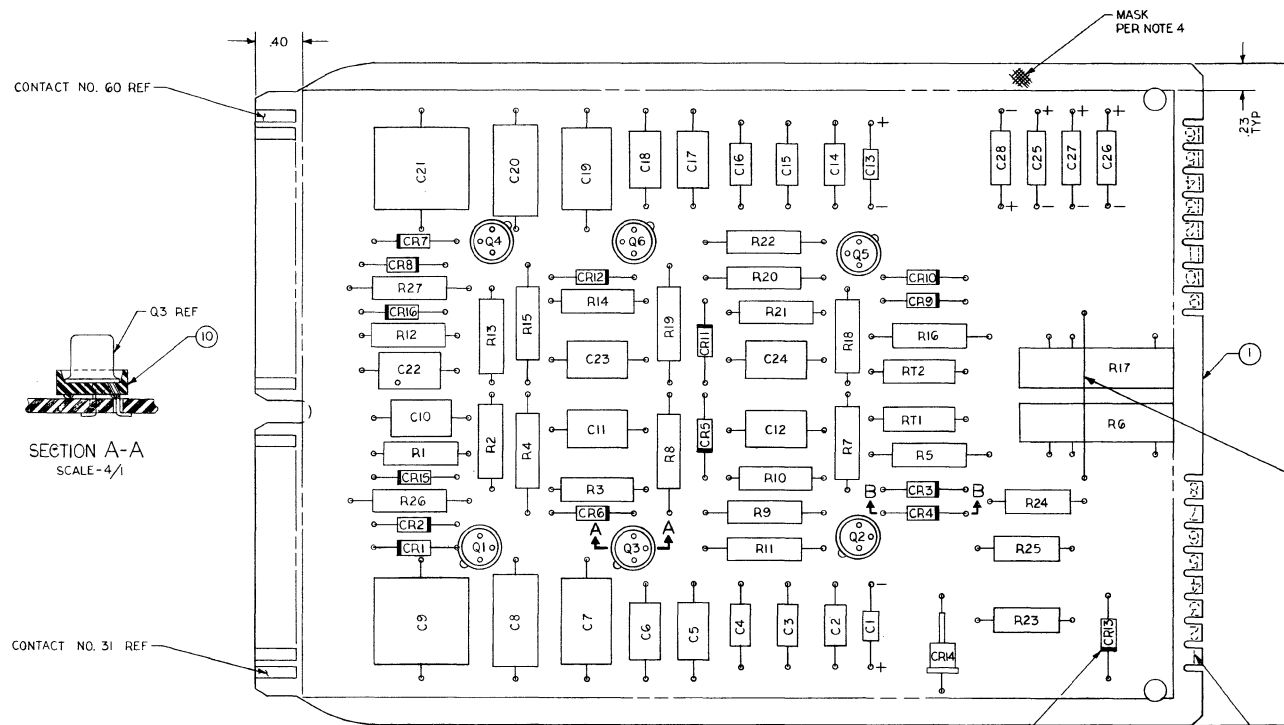 MASK
PER NOTE 4
.40
CONTACT NO. 60 REF
.23
TYP
- + + +
C21 C20 C19 C18 C17 C16 C15 C14 C13 C28 C25 C27 C26
+
-
+ - - -
CR7 Q4 Q6 R22 Q5
CR8 CR12 R20 CR10
R27 R14 CR9
CR16 R13 R15 R19 CR11 R21 R18 R16
Q3 REF
10
R12
C22 C23 C24 RT2 R17
1
C10 R2 R4 C11 R8 CR5 C12 R7 RT1 R6
SECTION A-A
SCALE-4/1
R1 R5
CR15 R10
R26 R3 CR3 B B R24
CR2 CR6 R9 CR4
A A
CR1 Q1 Q3 R11 Q2 R25
-
C9 C8 C7 C6 C5 C4 C3 C2 C1 R23 CR13
+
CR14
CONTACT NO. 31 REF